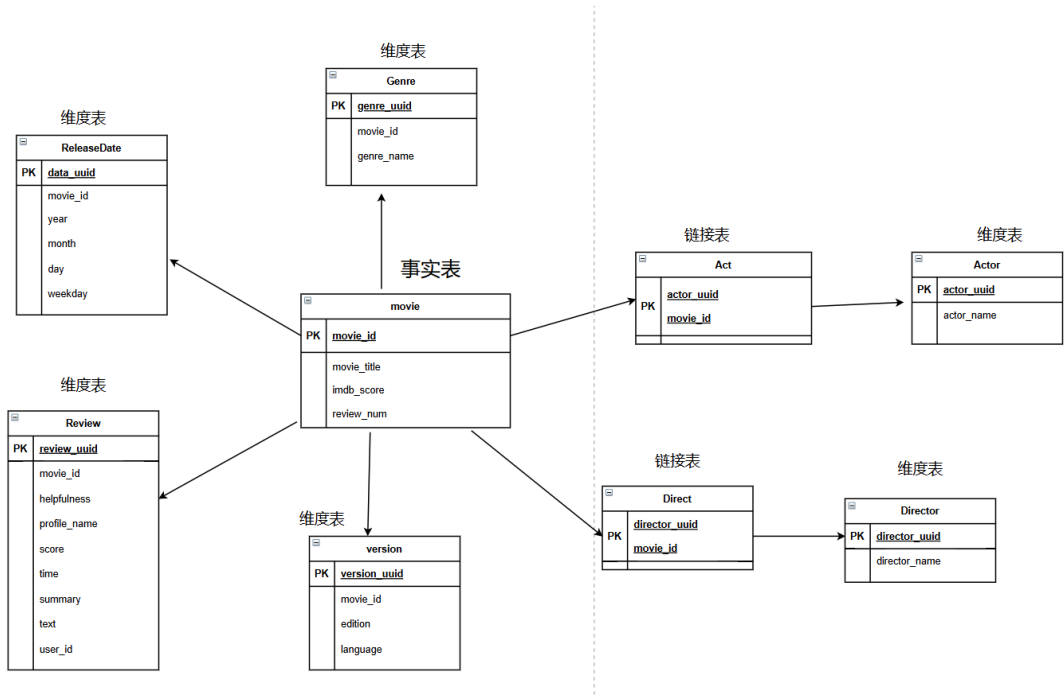 维度表
Genre
PK genre_uuid
movie_id
genre_name
维度表
ReleaseDate
PK data_uuid
movie_id
year
month
day
weekday
事实表
movie
PK movie_id
movie_title
imdb_score
review_num
链接表
Act
PK
actor_uuid
movie_id
维度表
Actor
PK actor_uuid
actor_name
维度表
Review
PK review_uuid
movie_id
helpfulness
profile_name
score
time
summary
text
user_id
维度表
version
PK version_uuid
movie_id
edition
language
链接表
Direct
PK
director_uuid
movie_id
维度表
Director
PK director_uuid
director_name